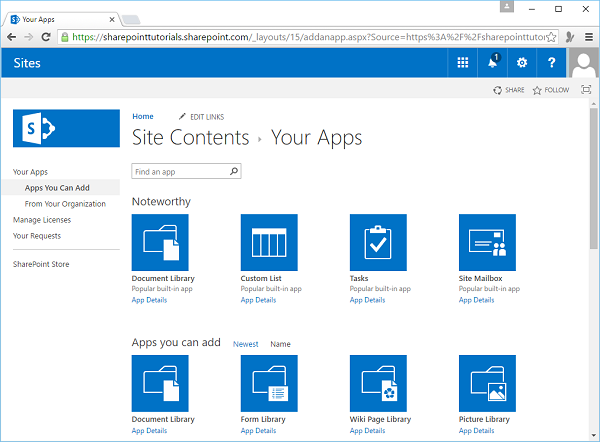 Your Apps
https://sharepointtutorials.sharepoint.com/_layouts/15/addanapp.aspx?Source=https%3A%2F%2Fsharepointtutor
Sites
1
?
SHARE
FOLLOW
S
Home
EDIT LINKS
Site Contents › Your Apps
Find an app
Your Apps
Apps You Can Add
From Your Organization
Manage Licenses
Your Requests
SharePoint Store
Noteworthy
Document Library
Custom List
Tasks
Site Mailbox
Popular built-in app
Popular built-in app
Popular built-in app
Popular built-in app
App Details
App Details
App Details
App Details
Apps you can add
Newest
Name
Document Library
Form Library
Wiki Page Library
Picture Library
App Details
App Details
App Details
App Details